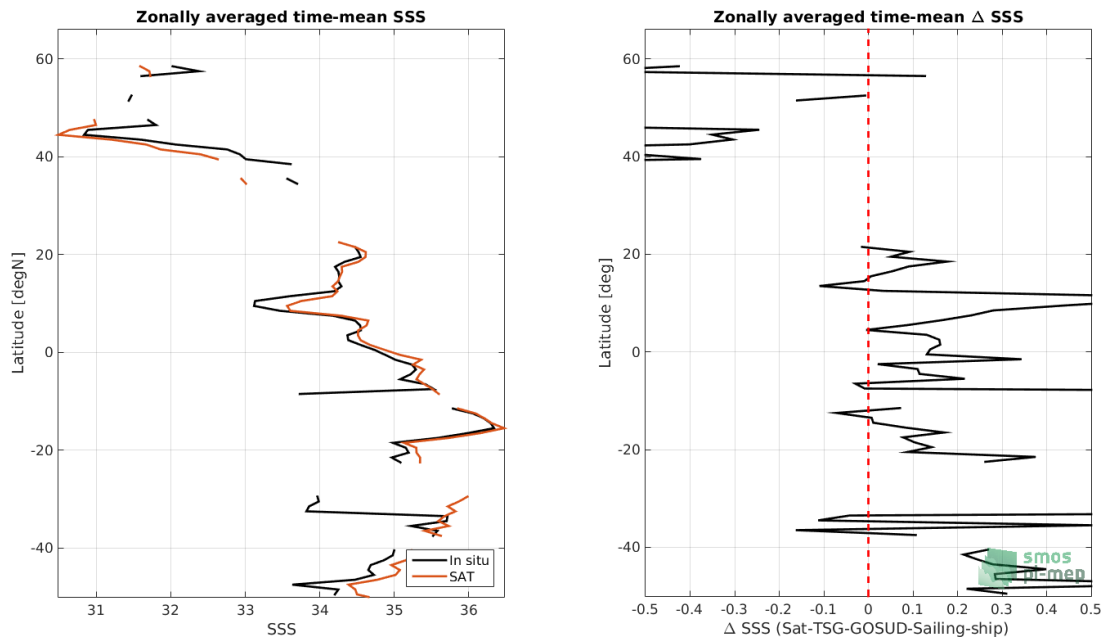 Zonally averaged time-mean SSS
60
40
20
0
-20
-40
Latitude [degN]
In situ
SAT
31
32
33
34
35
36
SSS
Zonally averaged time-mean Δ SSS
60
40
20
0
-20
-40
Latitude [deg]
smos
pi-mep
-0.5
-0.4
-0.3
-0.2
-0.1
0
0.1
0.2
0.3
0.4
0.5
Δ SSS (Sat-TSG-GOSUD-Sailing-ship)